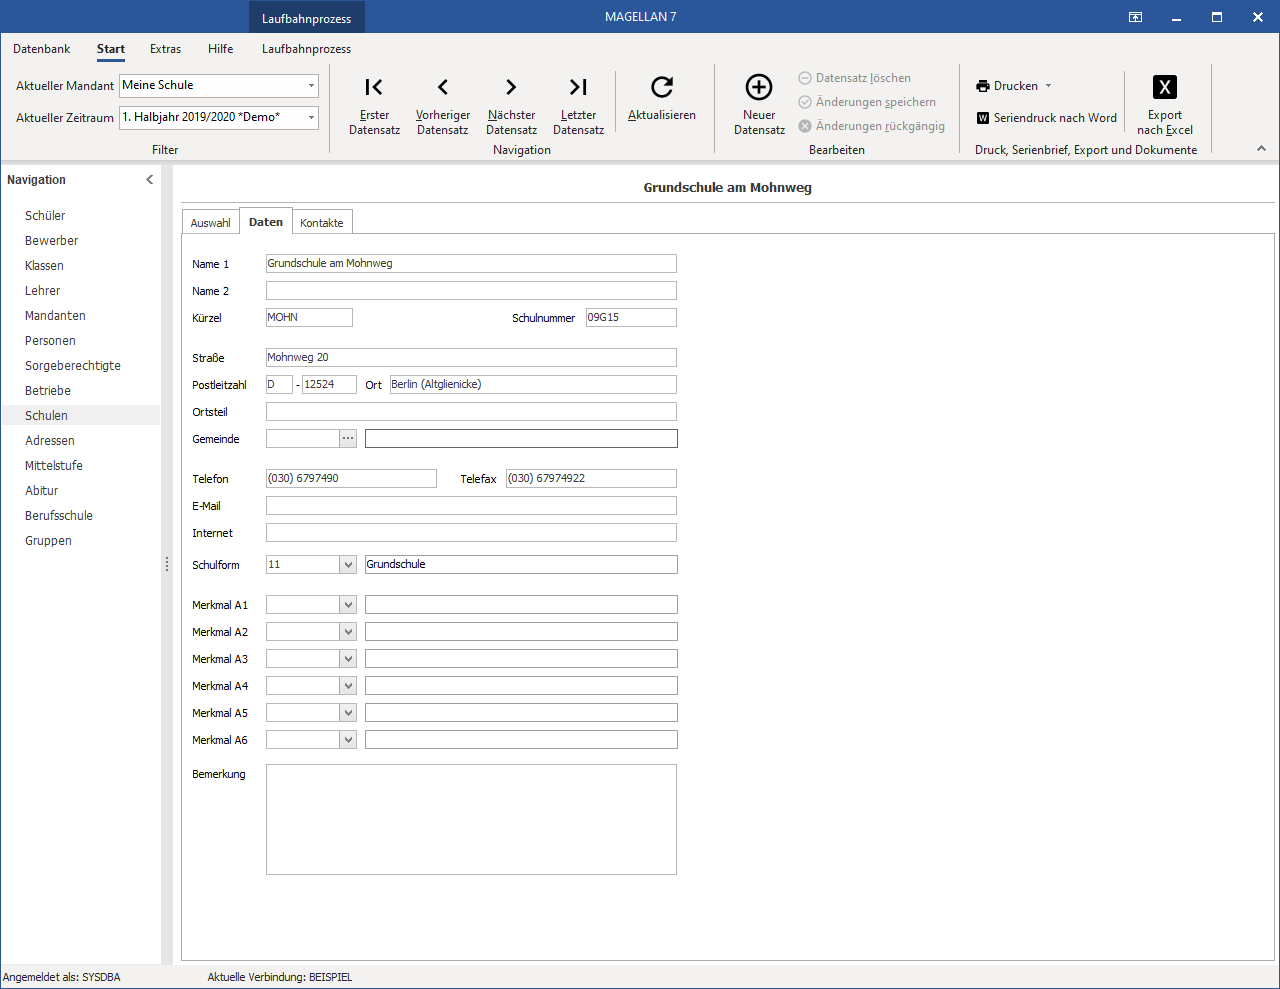 Laufbahnprozess
MAGELLAN 7
Datenbank Start Extras Hilfe Laufbahnprozess
Aktueller Mandant Meine Schule
Aktueller Zeitraum 1. Halbjahr 2019/2020 *Demo*
Filter
Erster Datensatz
Vorheriger Datensatz
Nächster Datensatz
Letzter Datensatz
Aktualisieren
Navigation
Neuer Datensatz
Datensatz löschen
Änderungen speichern
Änderungen rückgängig
Bearbeiten
Drucken
W Seriendruck nach Word
X
Export nach Excel
Druck, Serienbrief, Export und Dokumente
Navigation
Schüler
Bewerber
Klassen
Lehrer
Mandanten
Personen
Sorgeberechtigte
Betriebe
Schulen
Adressen
Mittelstufe
Abitur
Berufsschule
Gruppen
Grundschule am Mohnweg
Auswahl Daten Kontakte
Name 1 Grundschule am Mohnweg
Name 2
Kürzel MOHN Schulnummer 09G15
Straße Mohnweg 20
Postleitzahl D - 12524 Ort Berlin (Altglienicke)
Ortsteil
Gemeinde ...
Telefon (030) 6797490 Telefax (030) 67974922
E-Mail
Internet
Schulform 11 Grundschule
Merkmal A1
Merkmal A2
Merkmal A3
Merkmal A4
Merkmal A5
Merkmal A6
Bemerkung
Angemeldet als: SYSDBA Aktuelle Verbindung: BEISPIEL